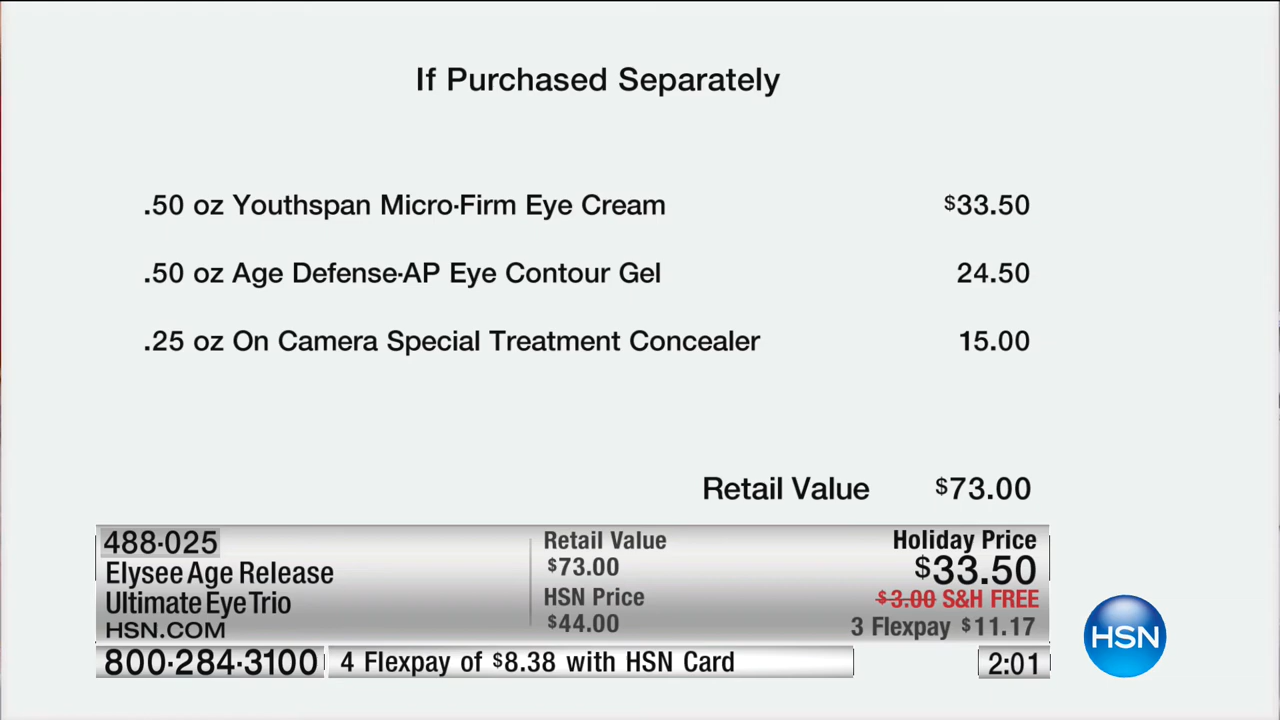 If Purchased Separately
.50 oz Youthspan Micro-Firm Eye Cream $33.50
.50 oz Age Defense-AP Eye Contour Gel 24.50
.25 oz On Camera Special Treatment Concealer 15.00
Retail Value $73.00
488-025
Elysee Age Release
Ultimate Eye Trio
HSN.COM
Retail Value
$73.00
HSN Price
$44.00
Holiday Price
$33.50
$3.00 S&H FREE
3 Flexpay $11.17
HSN
800-284-3100
4 Flexpay of $8.38 with HSN Card
2:01